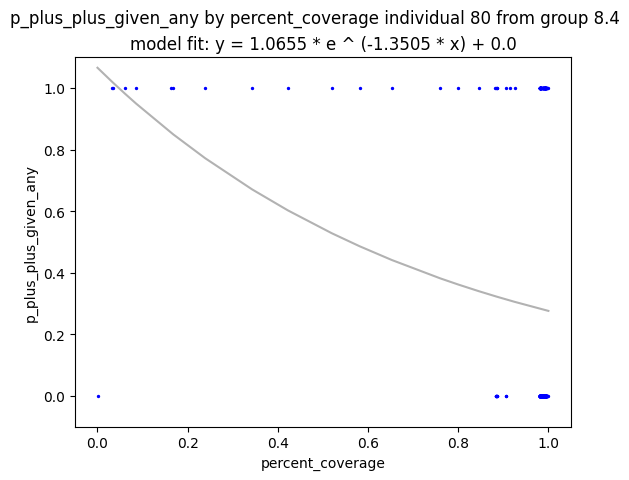 p_plus_plus_given_any by percent_coverage individual 80 from group 8.4
model fit: y = 1.0655 * e ^ (-1.3505 * x) + 0.0
1.0
0.8
0.6
0.4
0.2
0.0
p_plus_plus_given_any
0.0 0.2 0.4 0.6 0.8 1.0
percent_coverage